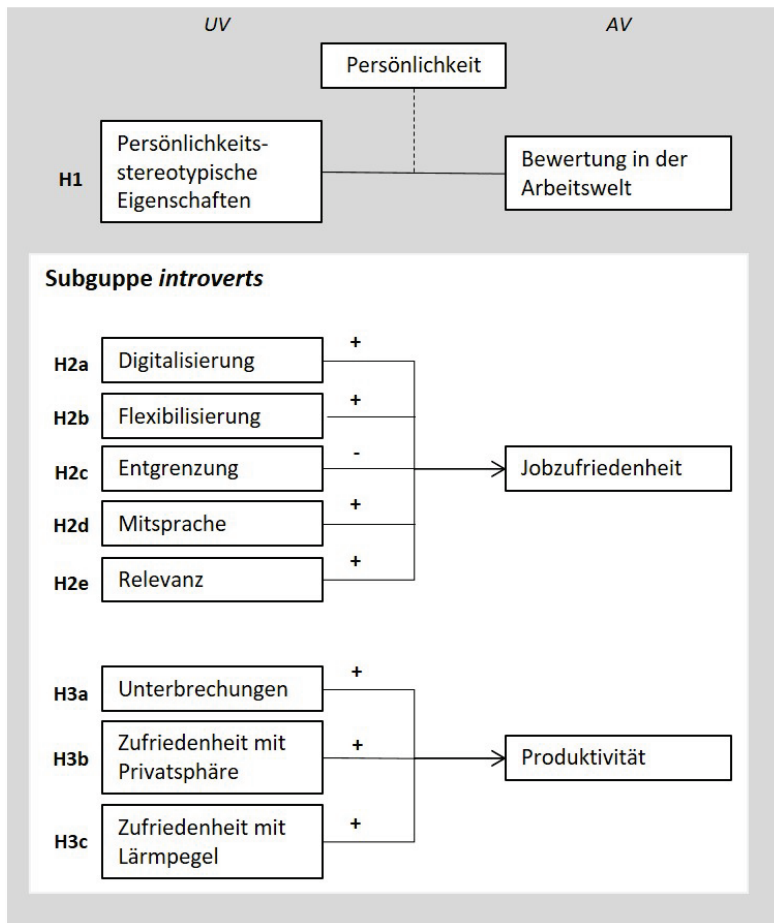 UV
AV
Persönlichkeit
H1
Persönlichkeits-
stereotypische
Eigenschaften
Bewertung in der
Arbeitswelt
Subguppe introverts
H2a
Digitalisierung
+
H2b
Flexibilisierung
+
H2c
Entgrenzung
-
Jobzufriedenheit
H2d
Mitsprache
+
H2e
Relevanz
+
H3a
Unterbrechungen
+
H3b
Zufriedenheit mit
Privatsphäre
+
Produktivität
H3c
Zufriedenheit mit
Lärmpegel
+